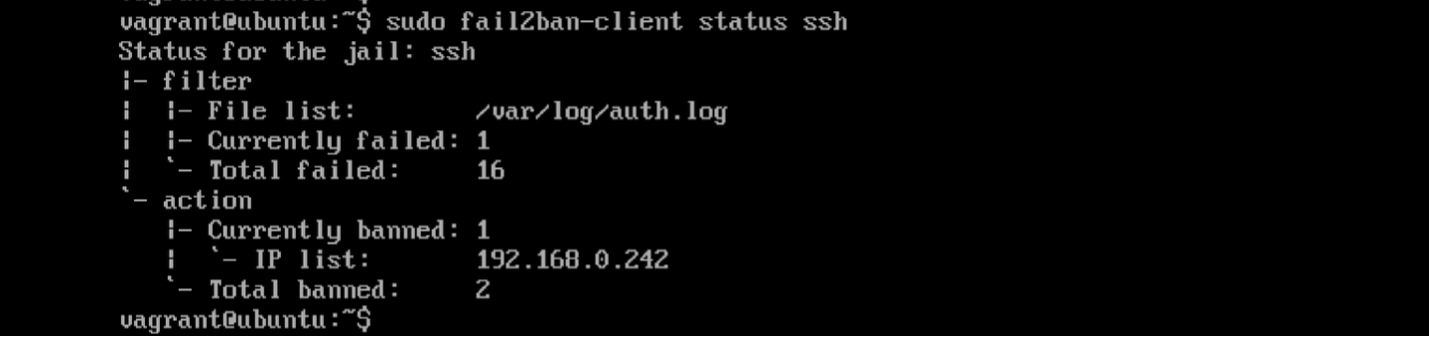 vagrant@ubuntu:~$ sudo fail2ban-client status ssh
Status for the jail: ssh
|- filter
|  |- File list:        /var/log/auth.log
|  |- Currently failed: 1
|  `- Total failed:     16
`- action
   |- Currently banned: 1
   |  `- IP list:       192.168.0.242
   `- Total banned:     2
vagrant@ubuntu:~$